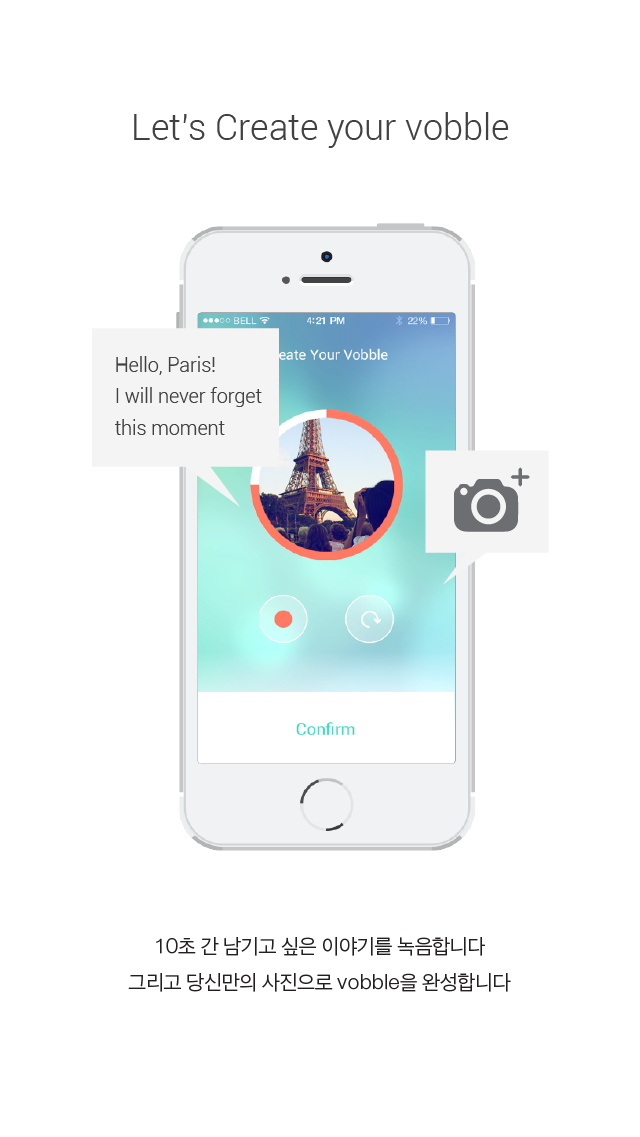 Let's Create your vobble
BELL
4:21 PM
22%
eate Your Vobble
Hello, Paris!
I will never forget
this moment
Confirm
10초 간 남기고 싶은 이야기를 녹음합니다
그리고 당신만의 사진으로 vobble을 완성합니다